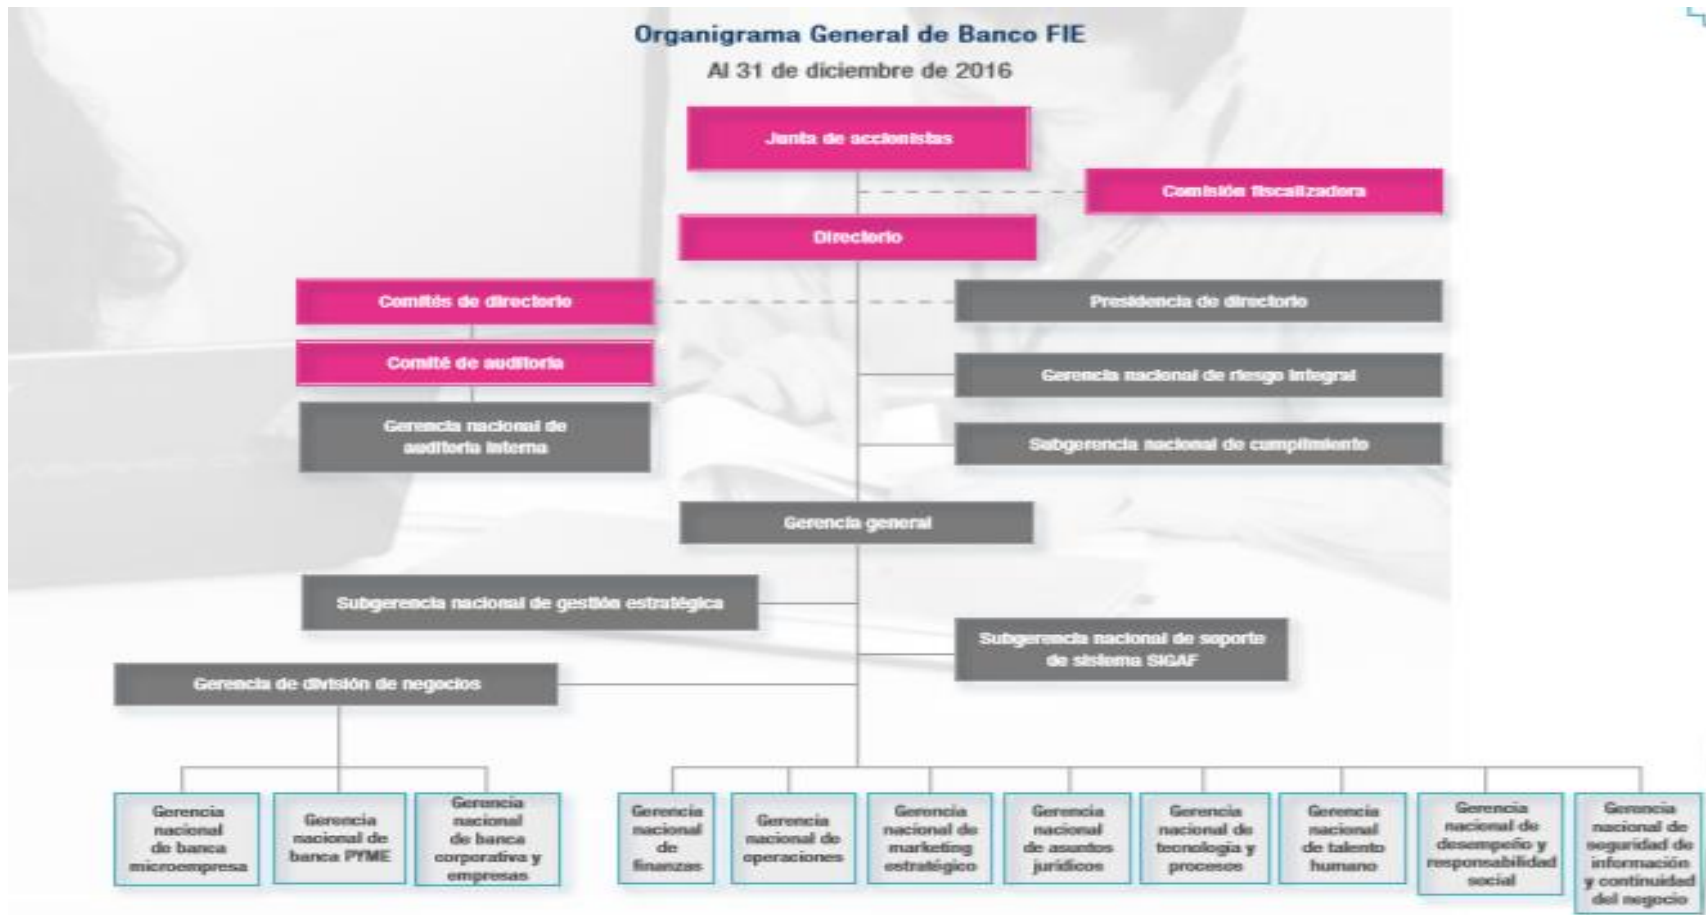 Organigrama General de Banco FIE
Al 31 de diciembre de 2016
Junta de accionistas
Comisión fiscalizadora
Directorio
Comités de directorio
Presidencia de directorio
Comité de auditoría
Gerencia nacional de riesgo integral
Gerencia nacional de
auditoría interna
Subgerencia nacional de cumplimiento
Gerencia general
Subgerencia nacional de gestión estratégica
Subgerencia nacional de soporte
de sistema SIGAF
Gerencia de división de negocios
Gerencia
nacional
de banca
microempresa
Gerencia
nacional de
banca PYME
Gerencia
nacional
de banca
corporativa y
empresas
Gerencia
nacional
de
finanzas
Gerencia
nacional de
operaciones
Gerencia
nacional de
marketing
estratégico
Gerencia
nacional
de asuntos
jurídicos
Gerencia
nacional de
tecnología y
procesos
Gerencia
nacional
de talento
humano
Gerencia
nacional de
desempeño y
responsabilidad
social
Gerencia
nacional de
seguridad de
información
y continuidad
del negocio